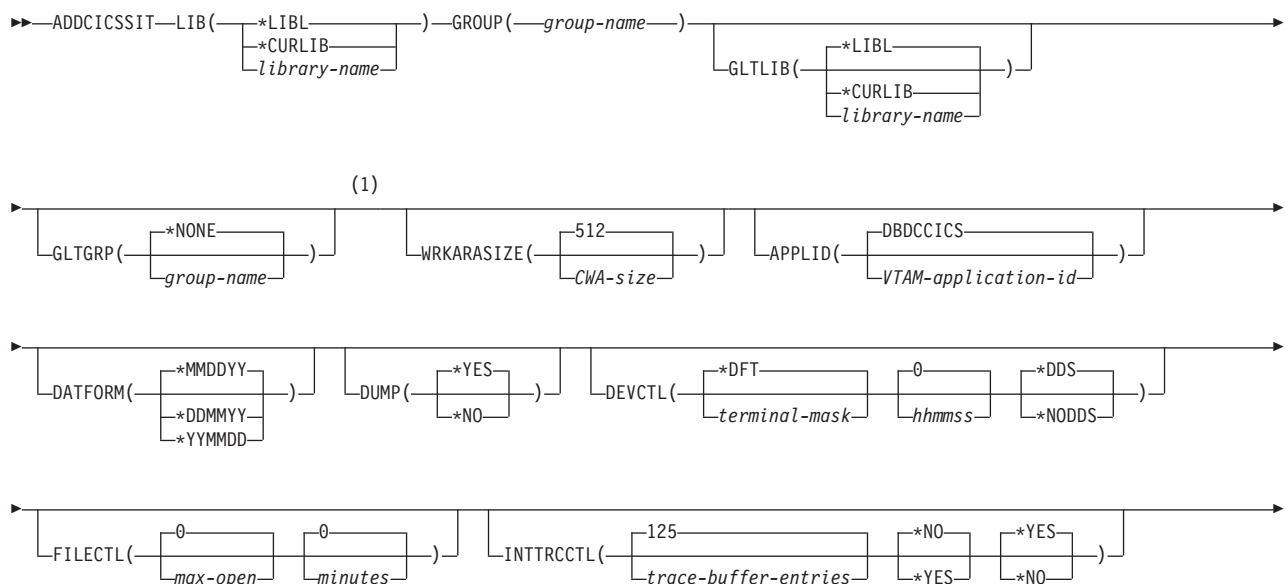 ADDCICSSIT LIB( *LIBL ) GROUP( group-name )
*CURLIB
library-name
GLTLIB( *LIBL )
*CURLIB
library-name
(1)
GLTGRP( *NONE )
group-name
WRKARASIZE( 512 )
CWA-size
APPLID( DBDCCICS )
VTAM-application-id
DATFORM( *MMDDYY )
*DDMMYY
*YYMMDD
DUMP( *YES )
*NO
DEVCTL( *DFT 0 *DDS )
terminal-mask hhmmss *NODDS
FILECTL( 0 0 )
max-open minutes
INTTRCCTL( 125 *NO *YES )
trace-buffer-entries *YES *NO